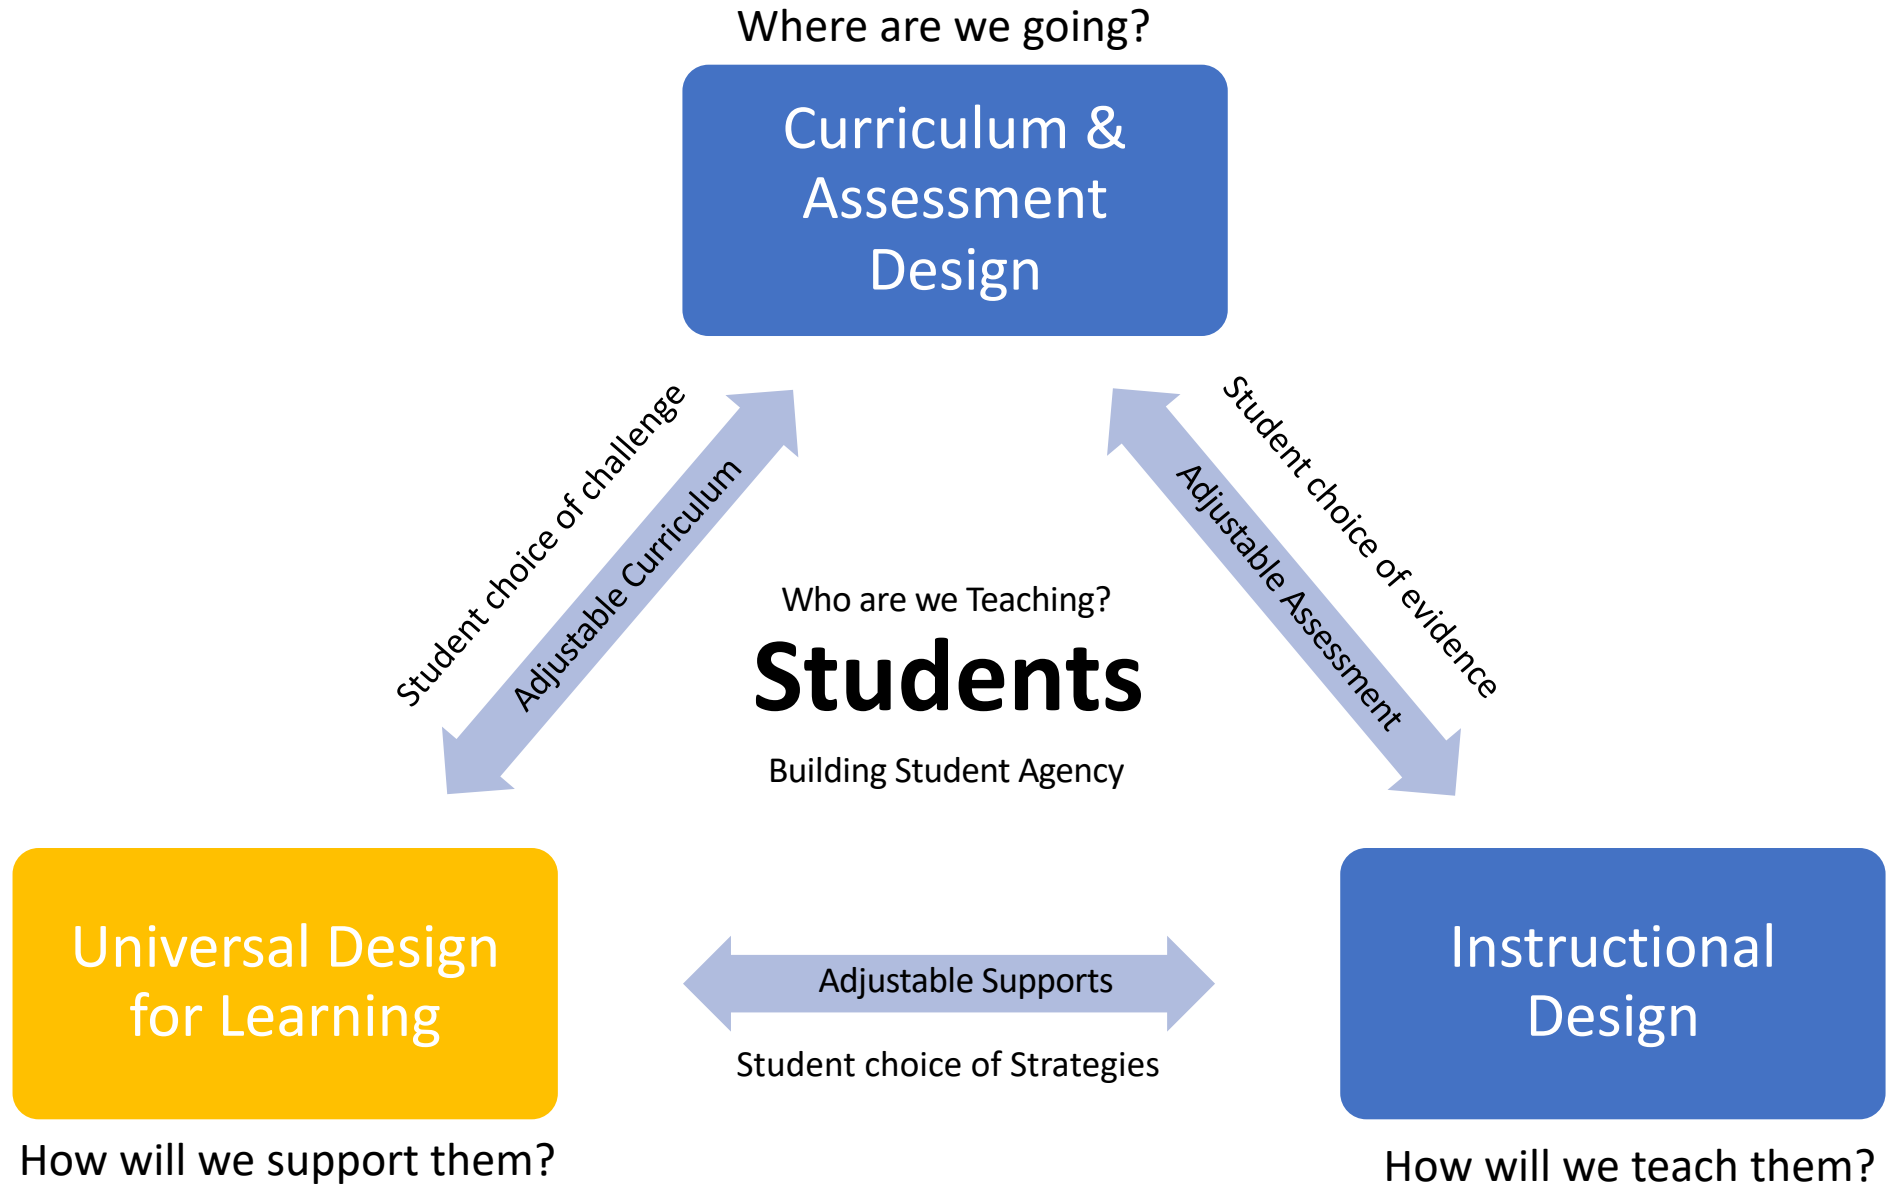 Where are we going?
Curriculum &
Assessment
Design
Student choice of challenge
Adjustable Curriculum
Student choice of evidence
Adjustable Assessment
Who are we Teaching?
Students
Building Student Agency
Universal Design
for Learning
Adjustable Supports
Student choice of Strategies
Instructional
Design
How will we support them?
How will we teach them?